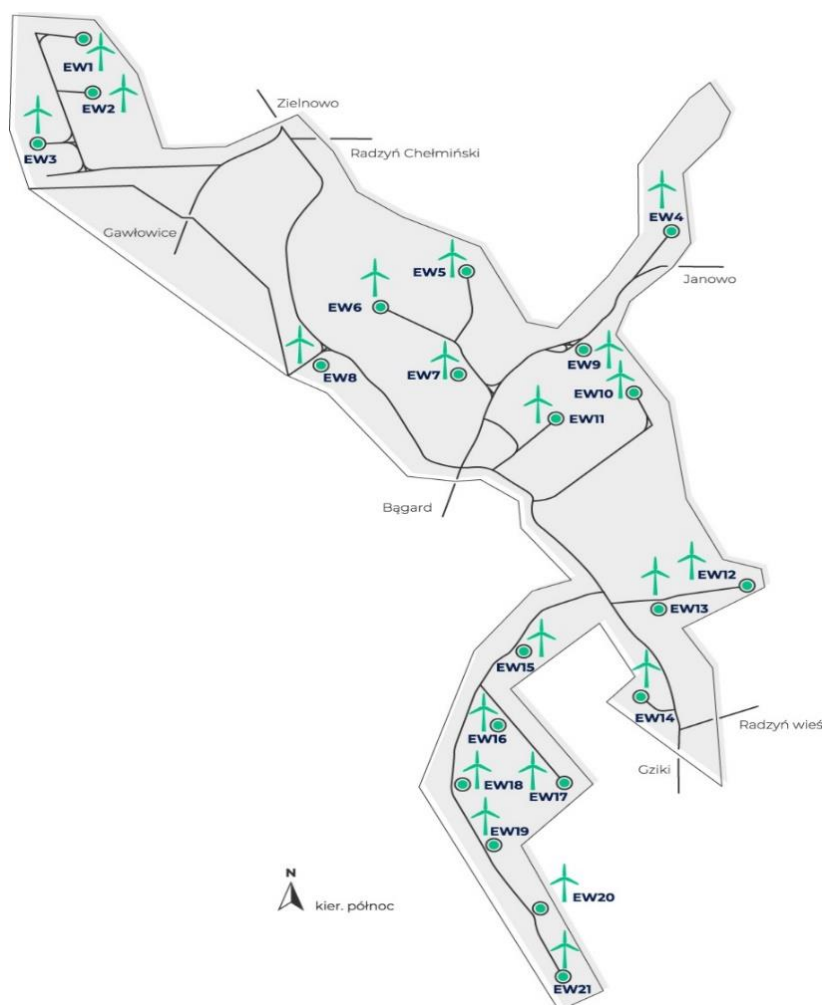 EW1
EW2
Zielnowo
EW3
Radzyń Chełmiński
EW4
Gawłowice
EW5
Janowo
EW6
EW9
EW8
EW7
EW10
EW11
Bągard
EW12
EW13
EW15
EW14
Radzyń wieś
EW16
Gziki
EW18
EW17
EW19
N
EW20
kier. północ
EW21